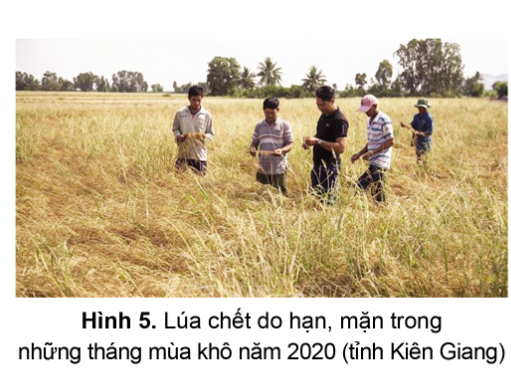 Hình 5. Lúa chết do hạn, mặn trong
những tháng mùa khô năm 2020 (tỉnh Kiên Giang)